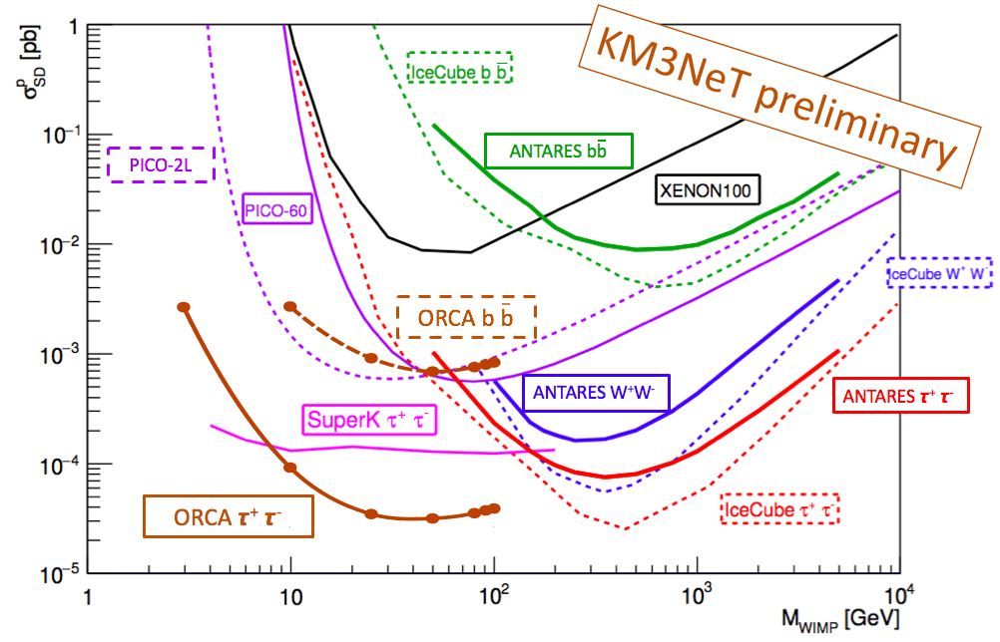 KM3NeT preliminary
σᵖ_SD [pb]
1
10⁻¹
10⁻²
10⁻³
10⁻⁴
10⁻⁵
IceCube b b̅
ANTARES bb̅
PICO-2L
PICO-60
XENON100
IceCube W⁺ W⁻
ORCA b b̅
ANTARES W⁺W⁻
ANTARES τ⁺ τ⁻
SuperK τ⁺ τ⁻
ORCA τ⁺ τ⁻
IceCube τ⁺ τ⁻
1
10
10²
10³
10⁴
M_WIMP [GeV]